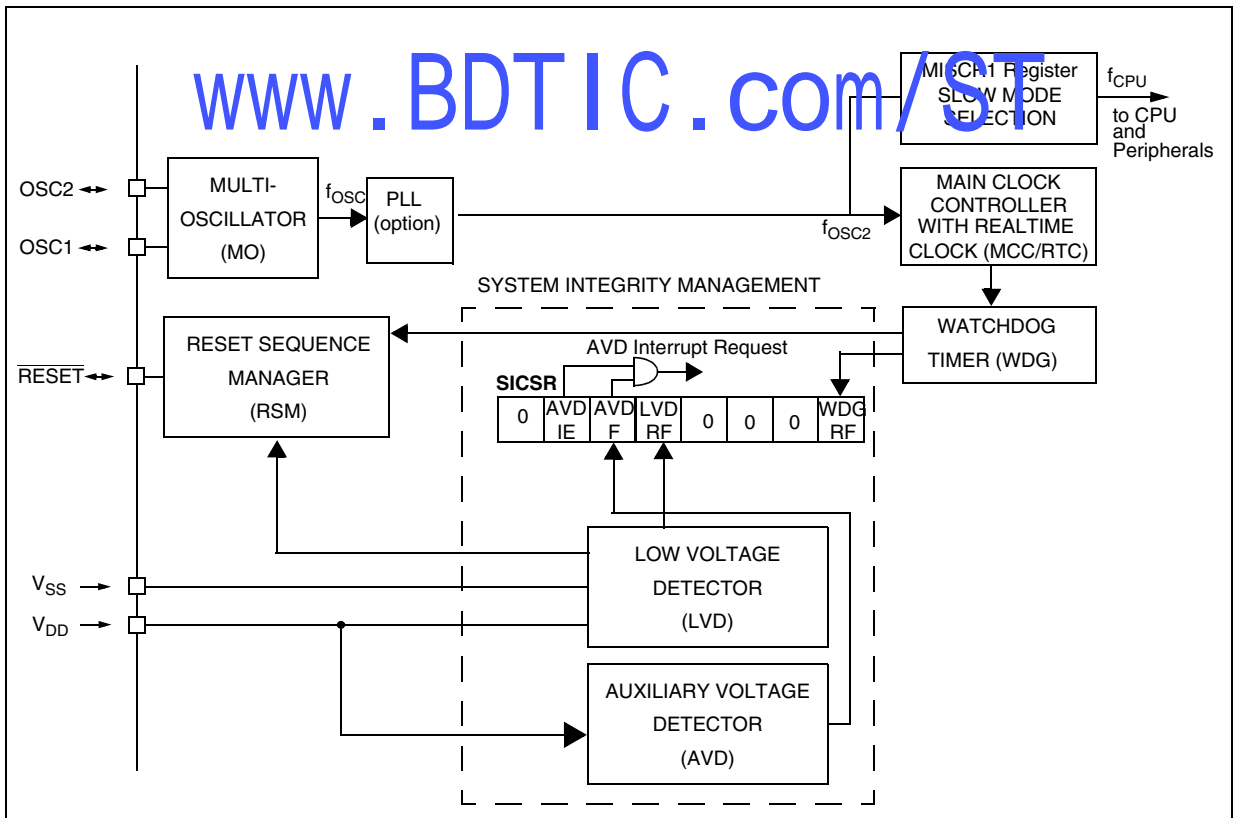 www.BDTIC.com/ST
MISCR1 Register
SLOW MODE
SELECTION
fCPU
to CPU
and
Peripherals
OSC2
OSC1
MULTI-
OSCILLATOR
(MO)
fOSC
PLL
(option)
fOSC2
MAIN CLOCK
CONTROLLER
WITH REALTIME
CLOCK (MCC/RTC)
SYSTEM INTEGRITY MANAGEMENT
RESET
RESET SEQUENCE
MANAGER
(RSM)
AVD Interrupt Request
WATCHDOG
TIMER (WDG)
SICSR
0 AVD IE AVD F LVD RF 0 0 0 WDG RF
VSS
VDD
LOW VOLTAGE
DETECTOR
(LVD)
AUXILIARY VOLTAGE
DETECTOR
(AVD)